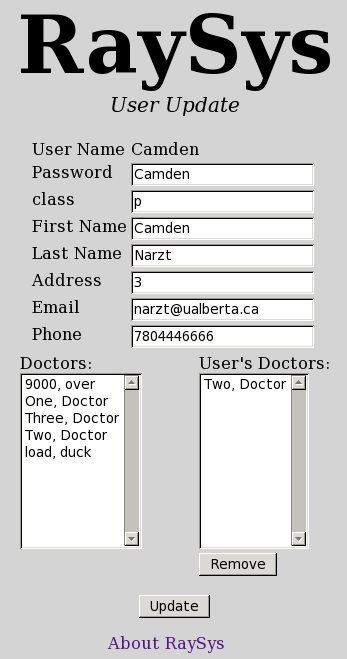 RaySys
User Update
User Name Camden
Password Camden
class p
First Name Camden
Last Name Narzt
Address 3
Email narzt@ualberta.ca
Phone 7804446666
Doctors:
9000, over
One, Doctor
Three, Doctor
Two, Doctor
load, duck
User's Doctors:
Two, Doctor
Remove
Update
About RaySys